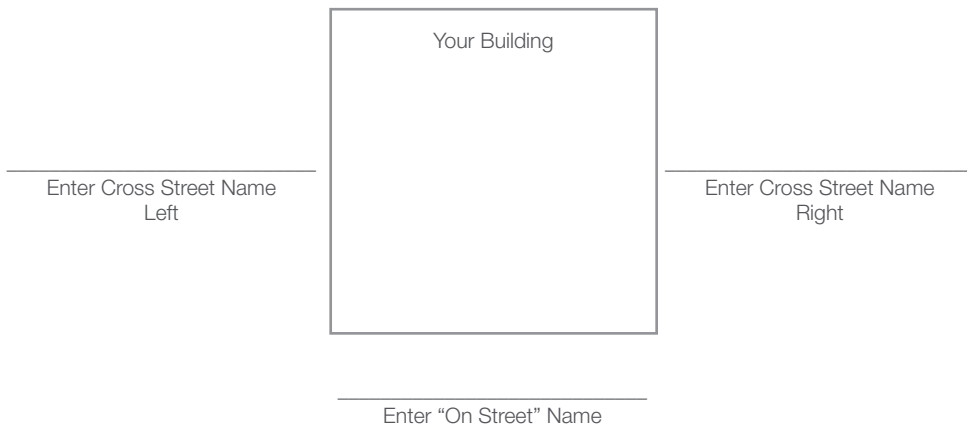 Your Building
Enter Cross Street Name
Left
Enter Cross Street Name
Right
Enter “On Street” Name